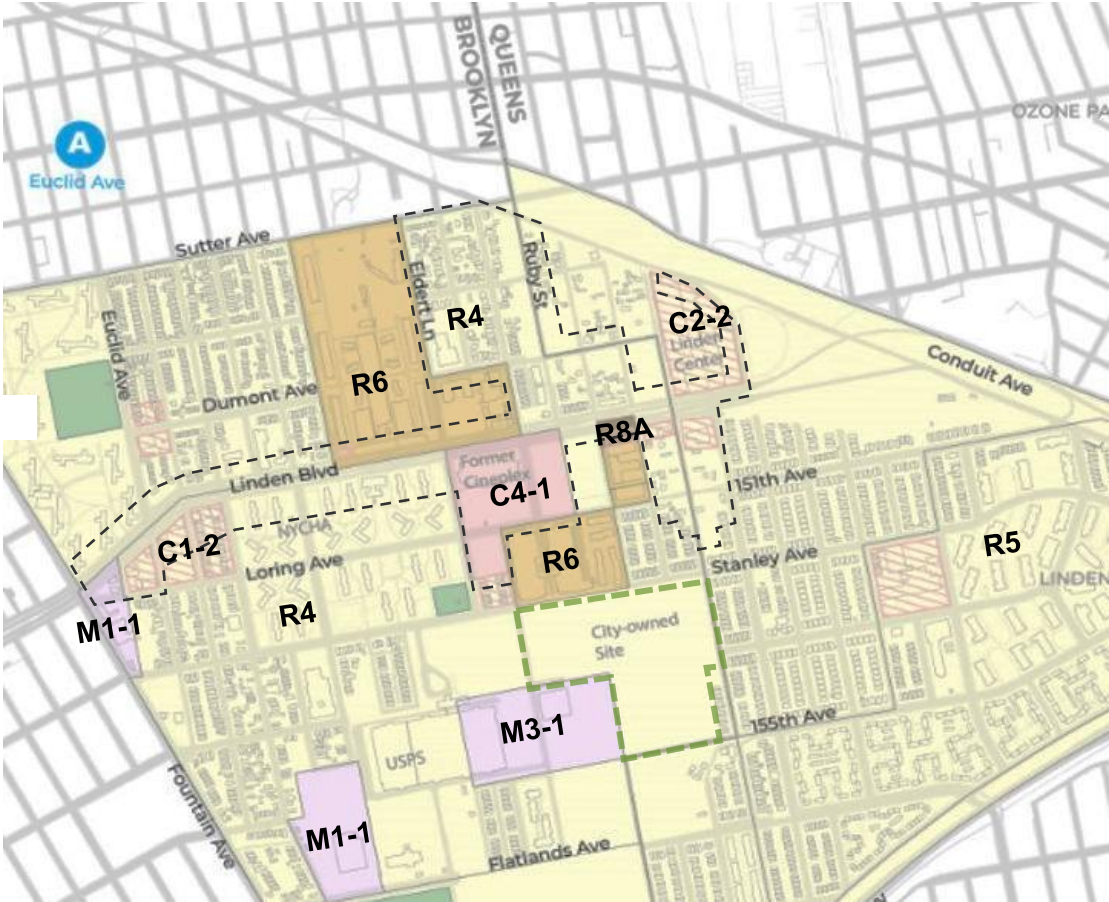 QUEENS
BROOKLYN
OZONE PA
A
Euclid Ave
Sutter Ave
Ruby St
Eldert Ln
R4
C2-2
Linden
Center
Euclid Ave
Conduit Ave
R6
Dumont Ave
R8A
Former
Cineplex
Linden Blvd
151th Ave
C4-1
NYCHA
C1-2
R5
Loring Ave
R6
Stanley Ave
LINDEN
R4
M1-1
City-owned
Site
155th Ave
M3-1
USPS
Fountain Ave
M1-1
Flatlands Ave